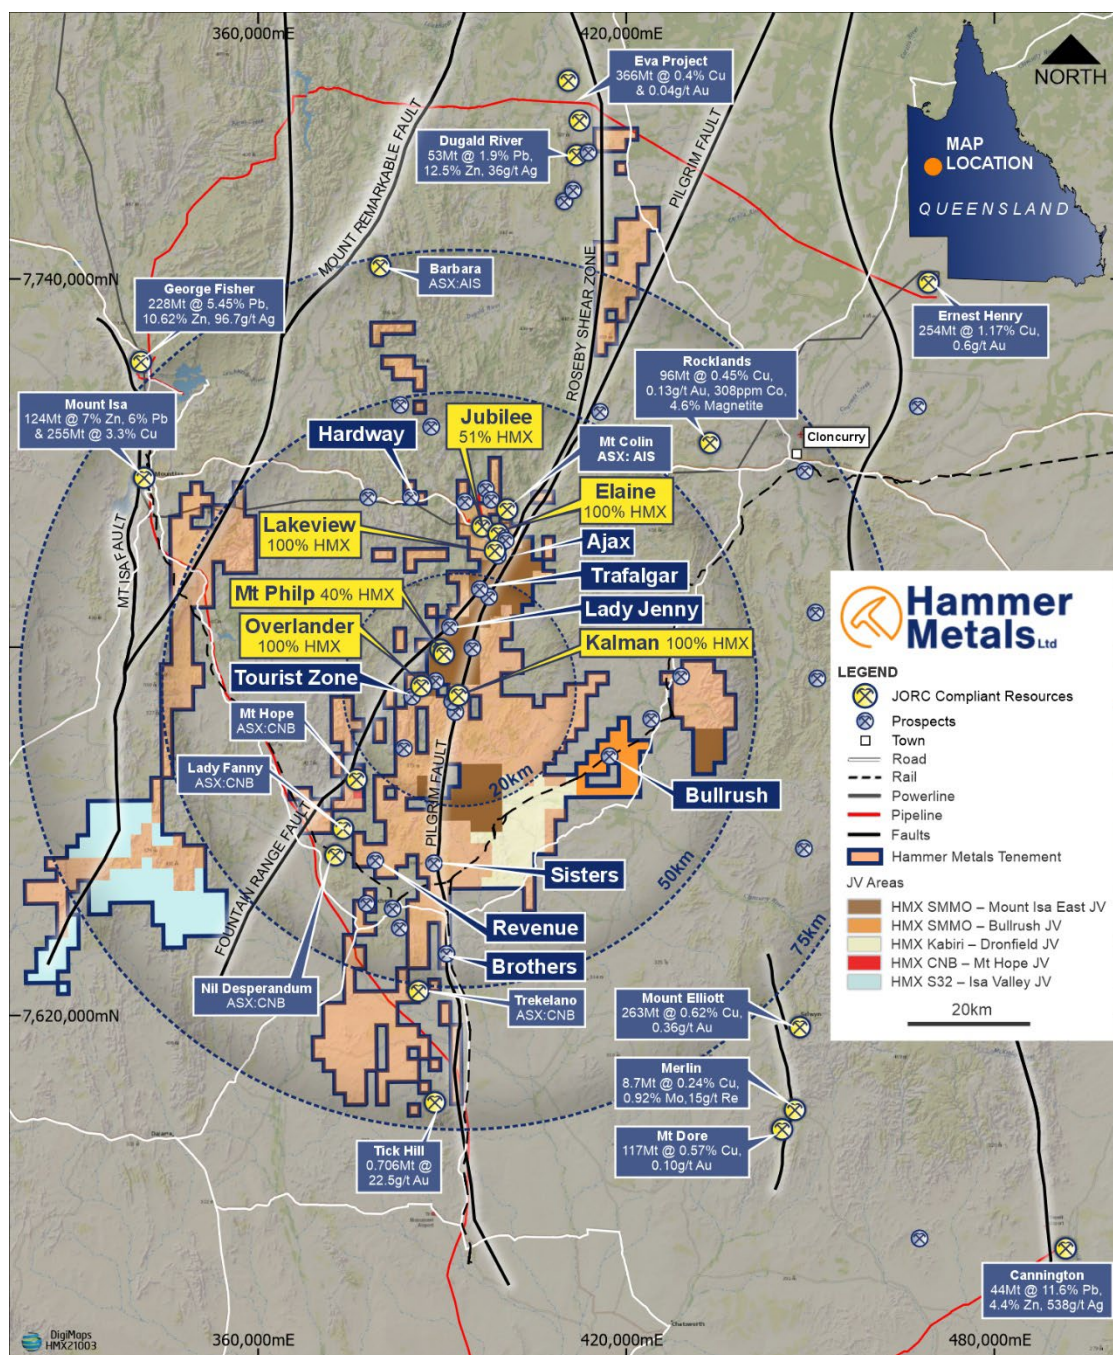 360,000mE
420,000mE
NORTH
MAP
LOCATION
QUEENSLAND
Eva Project
366Mt @ 0.4% Cu
& 0.04g/t Au
Dugald River
53Mt @ 1.9% Pb,
12.5% Zn, 36g/t Ag
MOUNT REMARKABLE FAULT
PILGRIM FAULT
ROSEBY SHEAR ZONE
7,740,000mN
Barbara
ASX:AIS
George Fisher
228Mt @ 5.45% Pb,
10.62% Zn, 96.7g/t Ag
Ernest Henry
254Mt @ 1.17% Cu,
0.6g/t Au
Rocklands
96Mt @ 0.45% Cu,
0.13g/t Au, 308ppm Co,
4.6% Magnetite
Mount Isa
124Mt @ 7% Zn, 6% Pb
& 255Mt @ 3.3% Cu
Jubilee
51% HMX
Hardway
Mt Colin
ASX: AIS
Cloncurry
Elaine
100% HMX
Lakeview
100% HMX
Ajax
MT ISA FAULT
Trafalgar
Mt Philp 40% HMX
Lady Jenny
Overlander
100% HMX
Kalman 100% HMX
Tourist Zone
Mt Hope
ASX:CNB
Lady Fanny
ASX:CNB
20km
Bullrush
PILGRIM FAULT
FOUNTAIN RANGE FAULT
50km
Sisters
75km
Revenue
Brothers
Nil Desperandum
ASX:CNB
Trekelano
ASX:CNB
7,620,000mN
Mount Elliott
263Mt @ 0.62% Cu,
0.36g/t Au
Merlin
8.7Mt @ 0.24% Cu,
0.92% Mo,15g/t Re
Mt Dore
117Mt @ 0.57% Cu,
0.10g/t Au
Tick Hill
0.706Mt @
22.5g/t Au
Cannington
44Mt @ 11.6% Pb,
4.4% Zn, 538g/t Ag
Hammer
Metals Ltd
LEGEND
JORC Compliant Resources
Prospects
Town
Road
Rail
Powerline
Pipeline
Faults
Hammer Metals Tenement
JV Areas
HMX SMMO – Mount Isa East JV
HMX SMMO – Bullrush JV
HMX Kabiri – Dronfield JV
HMX CNB – Mt Hope JV
HMX S32 – Isa Valley JV
20km
DigiMaps
HMX21003
360,000mE
420,000mE
480,000mE